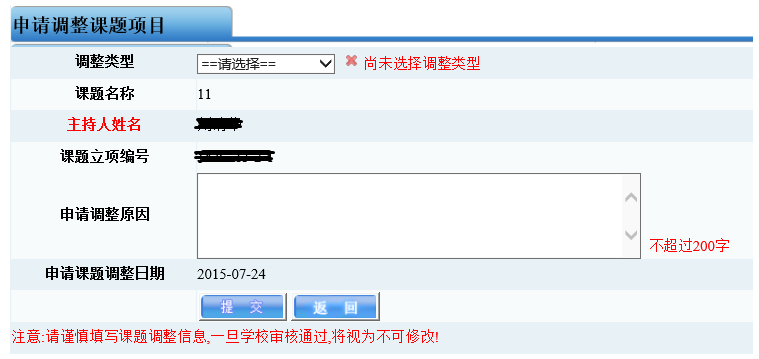 申请调整课题项目
调整类型 ==请选择== 尚未选择调整类型
课题名称 11
主持人姓名
课题立项编号
申请调整原因 不超过200字
申请课题调整日期 2015-07-24
提 交 返 回
注意:请谨慎填写课题调整信息,一旦学校审核通过,将视为不可修改!